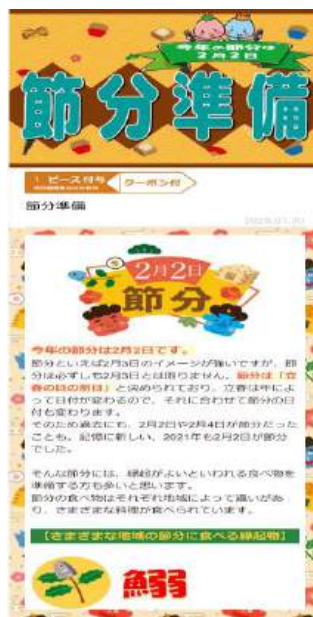 今年の節分は
2月2日
節分準備
1 ピース付与
クーポン付
節分準備
2月2日
節分
今年の節分は2月2日です。
節分といえば2月3日のイメージが強いですが、節
分は必ずしも2月3日とは限りません。節分は「立
春の日の前日」と決められており、立春は年によ
って日付が変わるので、それに合わせて節分の日
付も変わります。
そのため過去にも、2月2日や2月4日が節分だった
ことも。記憶に新しい、2021年も2月2日が節分
でした。
そんな節分には、縁起がよいといわれる食べ物を
準備する方も多いと思います。
節分の食べ物はそれぞれ地域によって違いがあ
り、さまざまな料理が食べられています。
【さまざまな地域の節分に食べる縁起物】
鰯